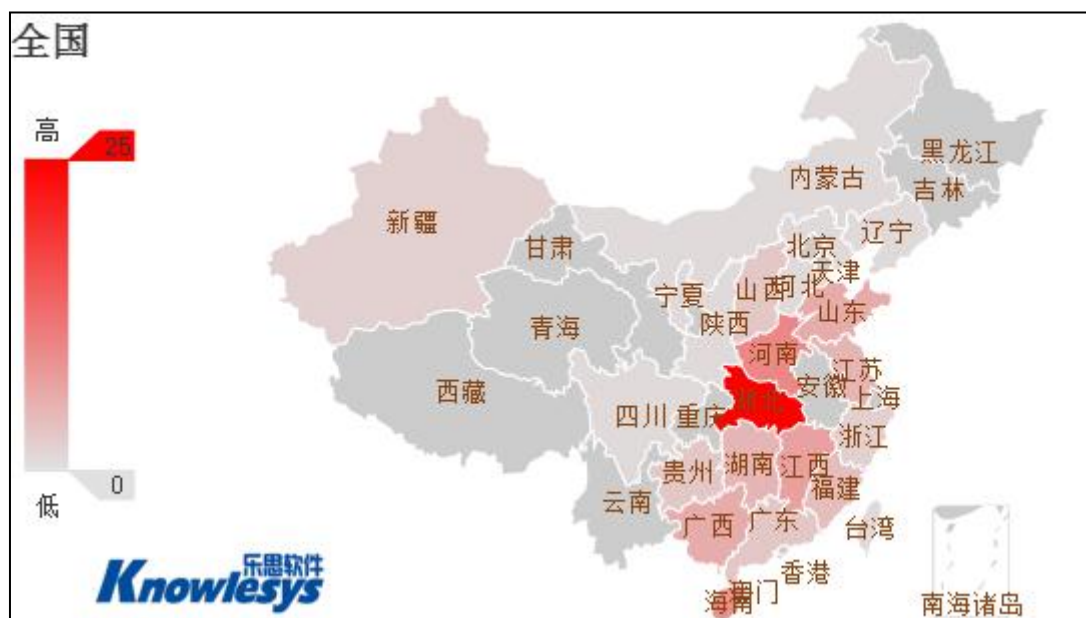 全国
高
25
黑龙江
内蒙古
吉林
新疆
辽宁
甘肃
北京
天津
宁夏
山西
河北
山东
青海
陕西
河南
江苏
西藏
安徽
四川
重庆
湖北
上海
浙江
贵州
湖南
江西
福建
0
低
云南
广西
广东
台湾
香港
澳门
海南
南海诸岛
乐思软件
Knowlesys